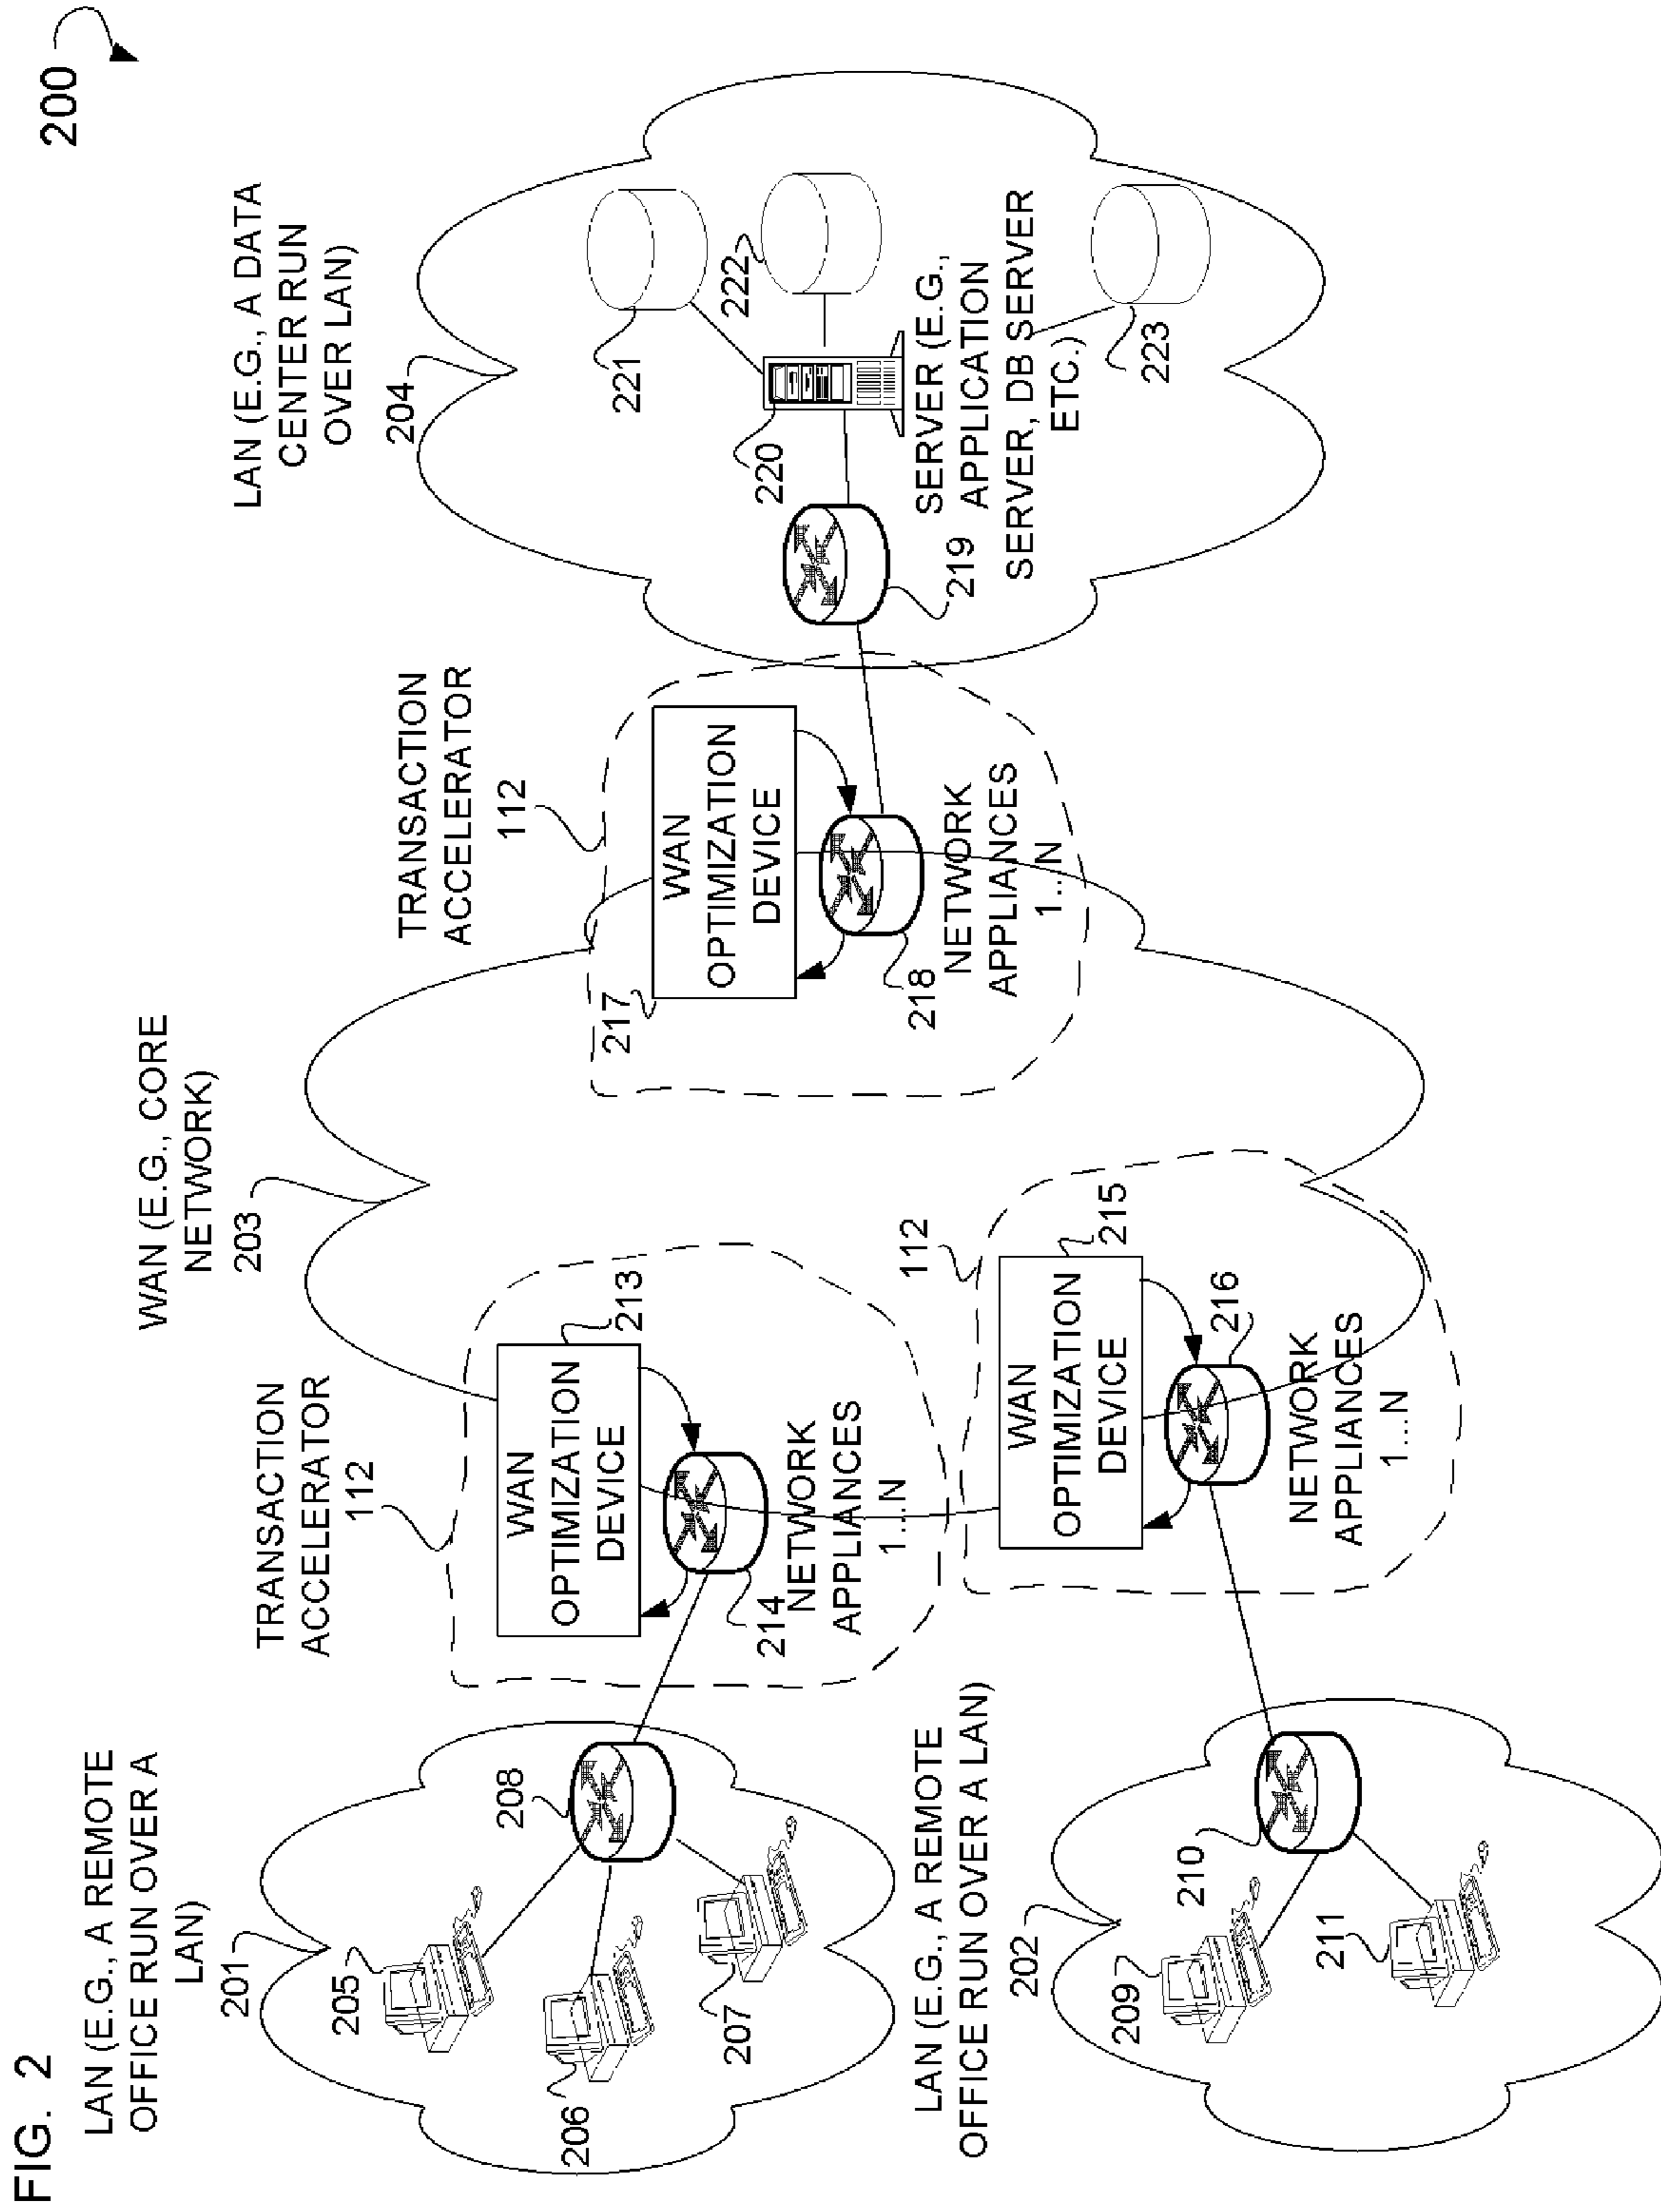 FIG. 2
200
LAN (E.G., A REMOTE
OFFICE RUN OVER A
LAN)
201
205
206
207
208
LAN (E.G., A REMOTE
OFFICE RUN OVER A LAN)
202
209
210
211
WAN (E.G., CORE
NETWORK)
203
TRANSACTION
ACCELERATOR
112
WAN
OPTIMIZATION
DEVICE
213
214
NETWORK
APPLIANCES
1...N
112
WAN
OPTIMIZATION
DEVICE
215
216
NETWORK
APPLIANCES
1...N
TRANSACTION
ACCELERATOR
112
WAN
OPTIMIZATION
DEVICE
217
218
NETWORK
APPLIANCES
1...N
LAN (E.G., A DATA
CENTER RUN
OVER LAN)
204
219
220
221
222
223
SERVER (E.G.,
APPLICATION
SERVER, DB SERVER
ETC.)